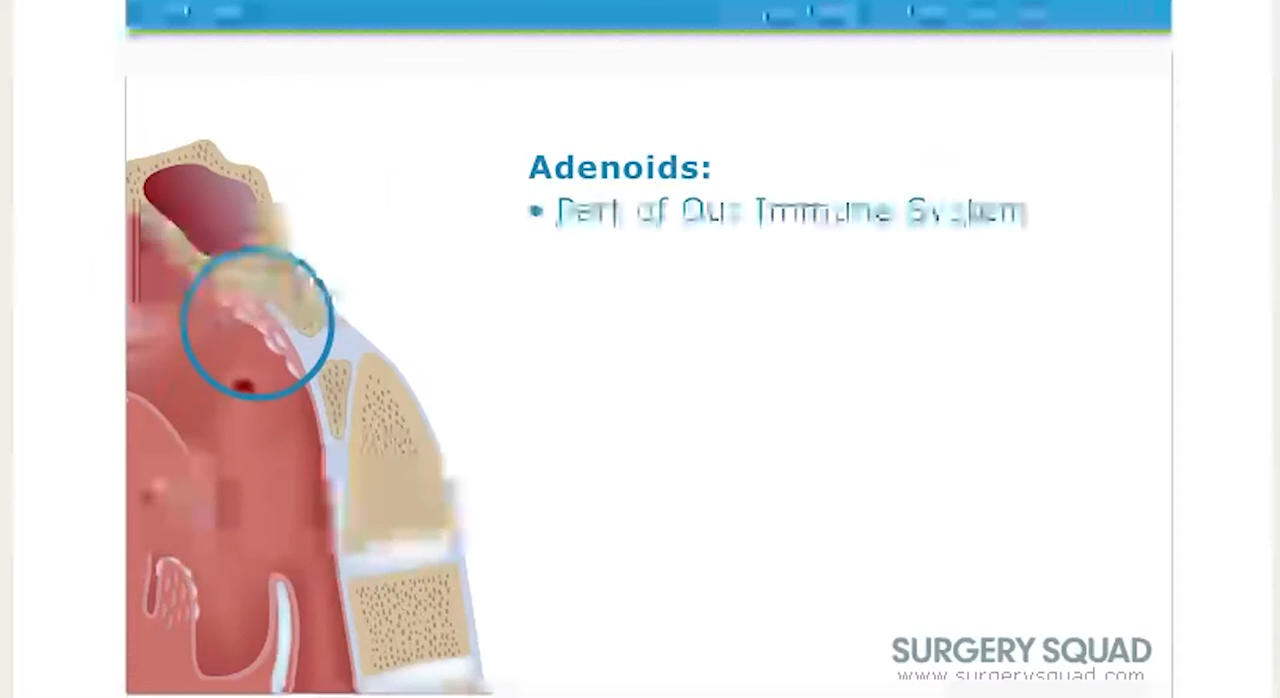 Adenoids:
• Part of Our Immune System
SURGERY SQUAD
www.surgerysquad.com